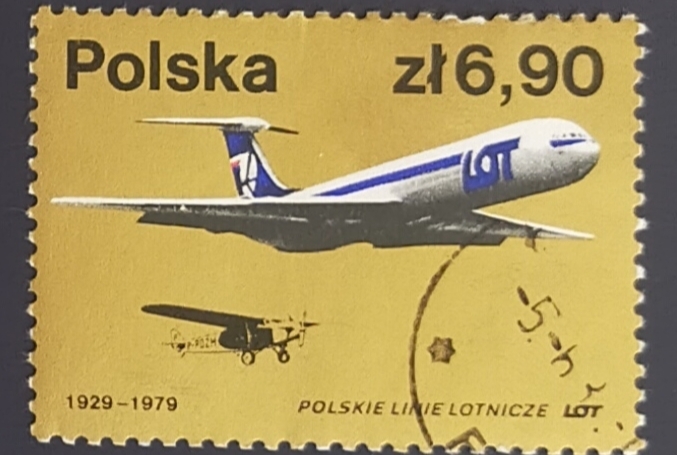 Polska zł6,90
LOT
1929-1979 POLSKIE LINIE LOTNICZE LOT